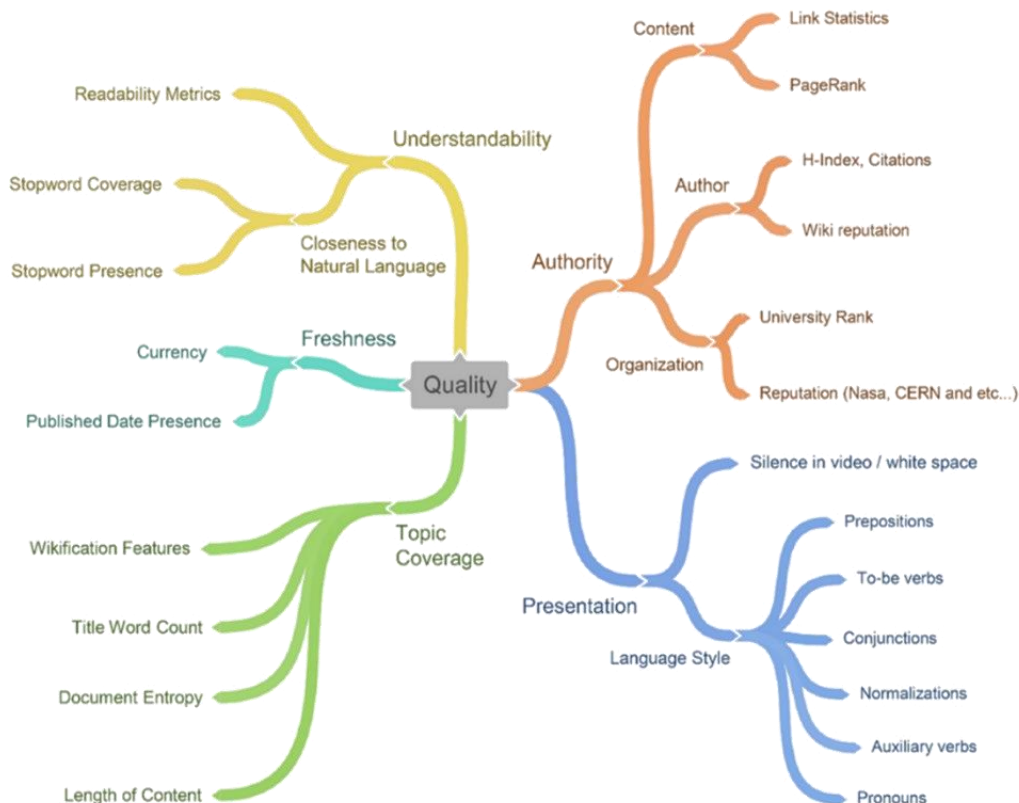 Quality
Understandability
Readability Metrics
Closeness to
Natural Language
Stopword Coverage
Stopword Presence
Freshness
Currency
Published Date Presence
Topic
Coverage
Wikification Features
Title Word Count
Document Entropy
Length of Content
Authority
Content
Link Statistics
PageRank
Author
H-Index, Citations
Wiki reputation
Organization
University Rank
Reputation (Nasa, CERN and etc...)
Presentation
Silence in video / white space
Language Style
Prepositions
To-be verbs
Conjunctions
Normalizations
Auxiliary verbs
Pronouns